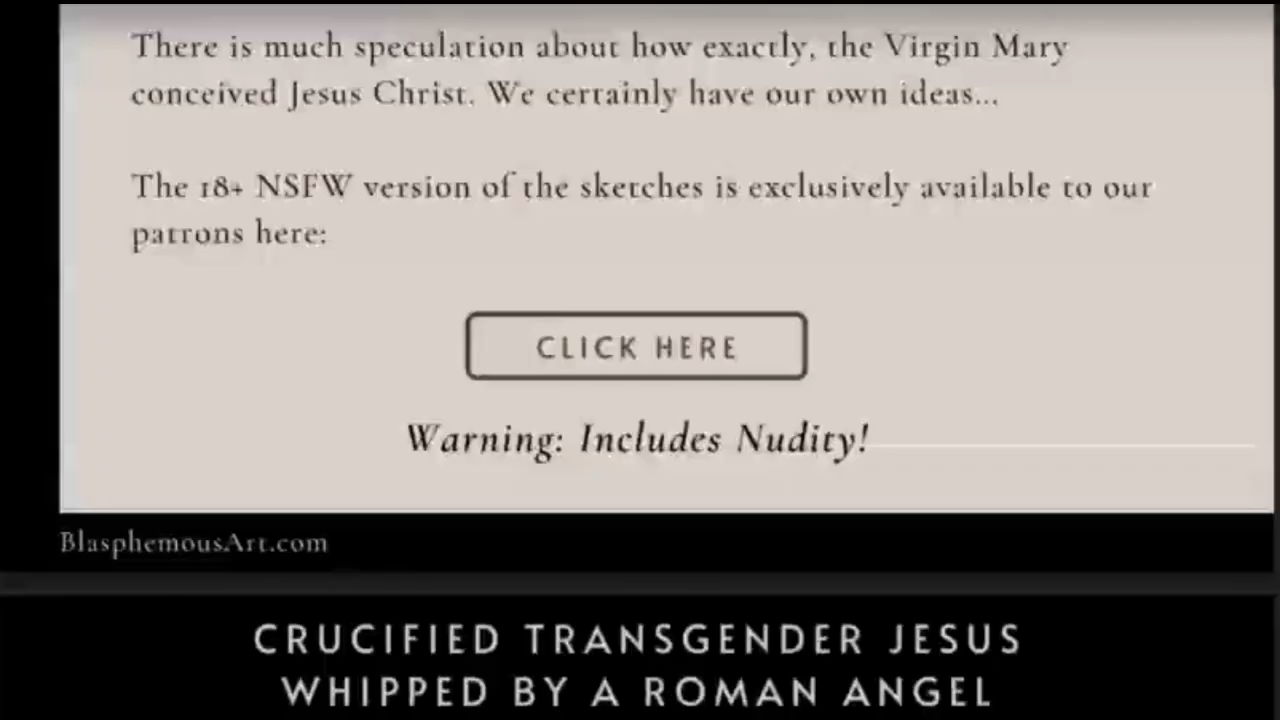 There is much speculation about how exactly, the Virgin Mary
conceived Jesus Christ. We certainly have our own ideas...
The 18+ NSFW version of the sketches is exclusively available to our
patrons here:
CLICK HERE
Warning: Includes Nudity!
BlasphemousArt.com
CRUCIFIED TRANSGENDER JESUS
WHIPPED BY A ROMAN ANGEL